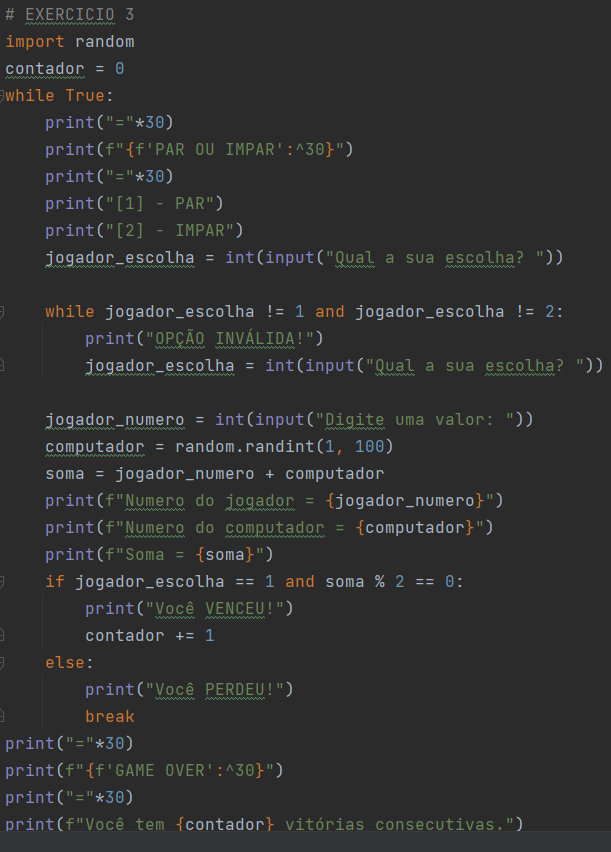 # EXERCICIO 3
import random
contador = 0
while True:
    print("="*30)
    print(f"{f'PAR OU IMPAR':^30}")
    print("="*30)
    print("[1] - PAR")
    print("[2] - IMPAR")
    jogador_escolha = int(input("Qual a sua escolha? "))

    while jogador_escolha != 1 and jogador_escolha != 2:
        print("OPÇÃO INVÁLIDA!")
        jogador_escolha = int(input("Qual a sua escolha? "))

    jogador_numero = int(input("Digite uma valor: "))
    computador = random.randint(1, 100)
    soma = jogador_numero + computador
    print(f"Numero do jogador = {jogador_numero}")
    print(f"Numero do computador = {computador}")
    print(f"Soma = {soma}")
    if jogador_escolha == 1 and soma % 2 == 0:
        print("Você VENCEU!")
        contador += 1
    else:
        print("Você PERDEU!")
        break
print("="*30)
print(f"{f'GAME OVER':^30}")
print("="*30)
print(f"Você tem {contador} vitórias consecutivas.")